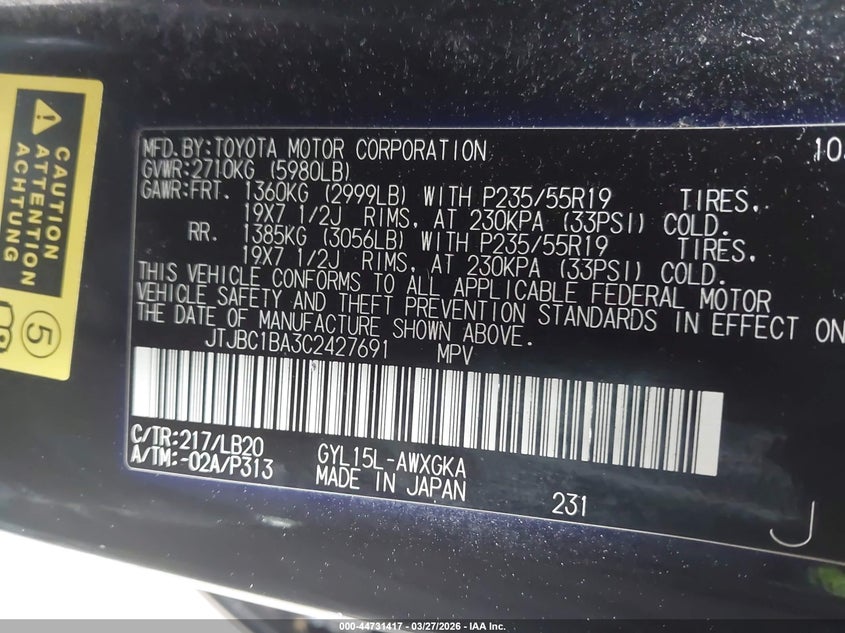 CAUTION
ATTENTION
ACHTUNG
5
MFD.BY:TOYOTA MOTOR CORPORATION
GVWR:2710KG (5980LB)
GAWR:FRT. 1360KG (2999LB) WITH P235/55R19 TIRES,
19X7 1/2J RIMS, AT 230KPA (33PSI) COLD.
RR. 1385KG (3056LB) WITH P235/55R19 TIRES,
19X7 1/2J RIMS, AT 230KPA (33PSI) COLD.
THIS VEHICLE CONFORMS TO ALL APPLICABLE FEDERAL MOTOR
VEHICLE SAFETY AND THEFT PREVENTION STANDARDS IN EFFECT ON
THE DATE OF MANUFACTURE SHOWN ABOVE.
JTJBC1BA3C2427691 MPV
C/TR:217/LB20 GYL15L-AWXGKA
A/TM:-02A/P313 MADE IN JAPAN
231
J
000-44731417 - 03/27/2026 - IAA Inc.